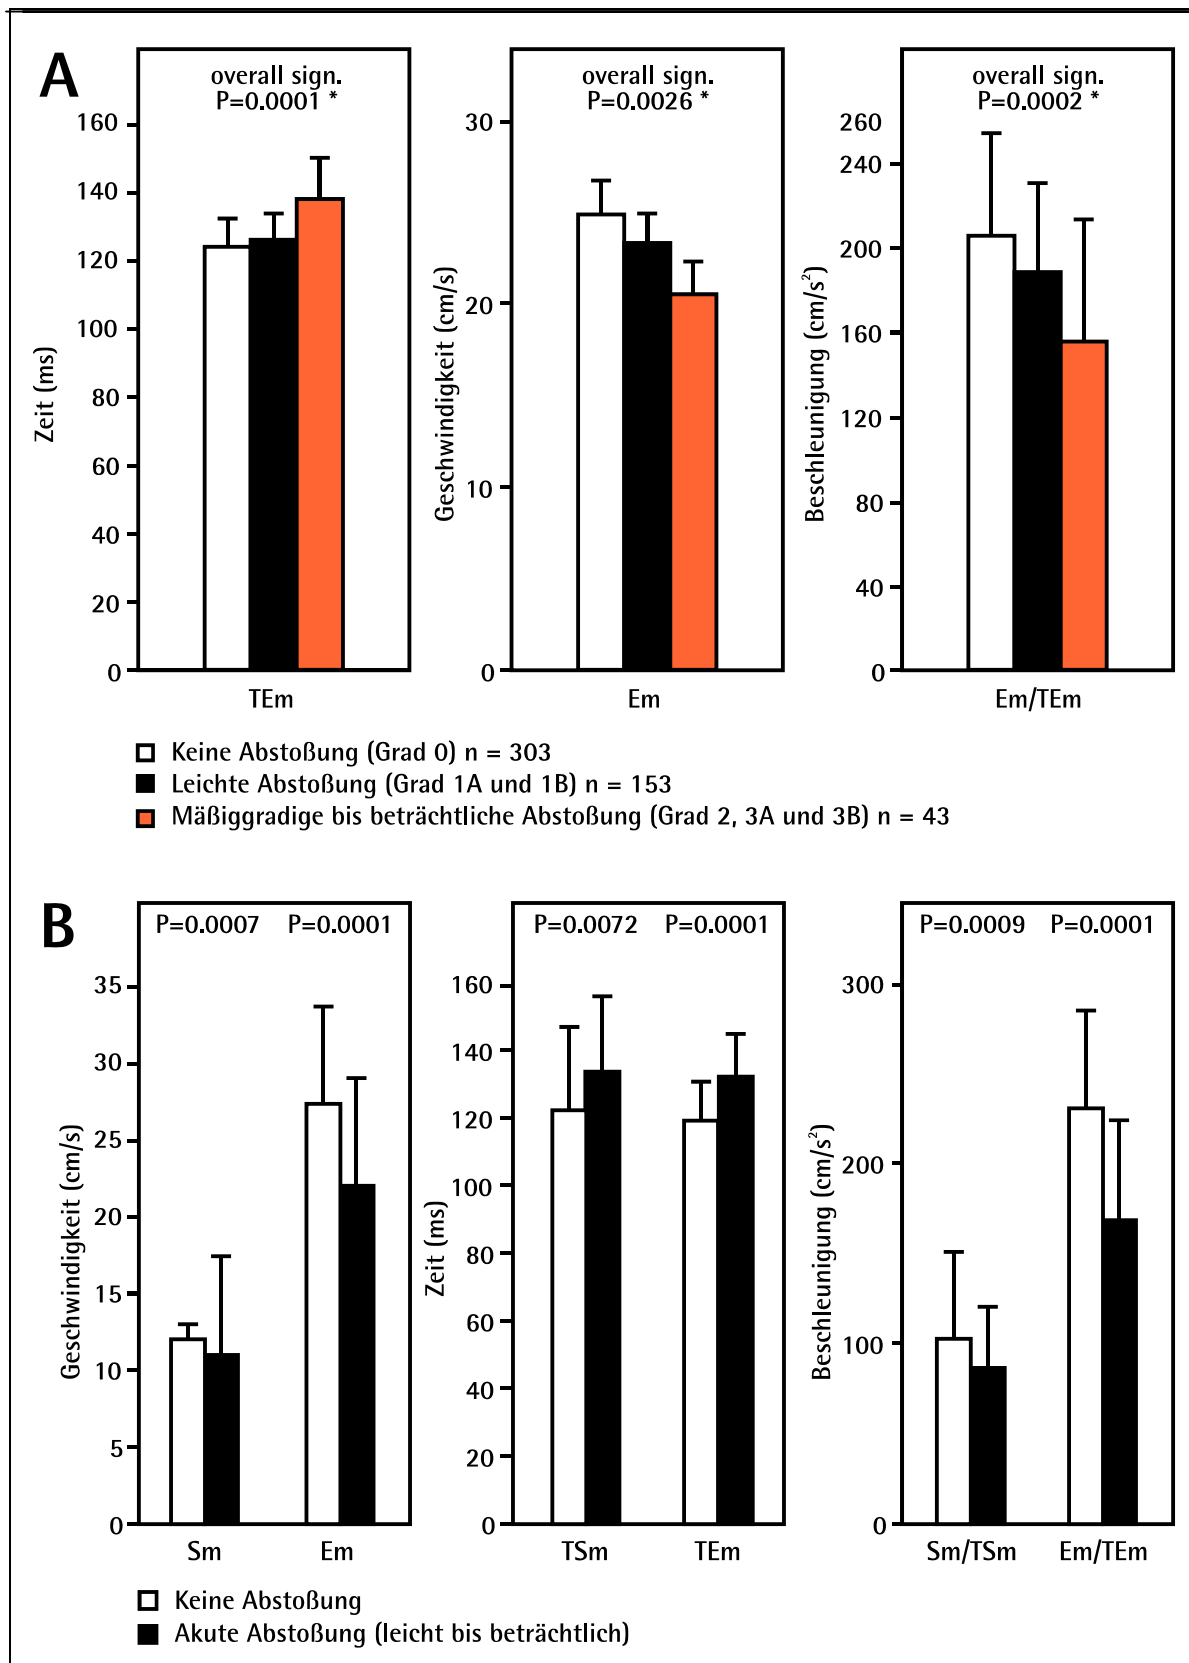 A
overall sign.
P=0.0001 *
Zeit (ms)
160
140
120
100
80
60
40
20
0
TEm
overall sign.
P=0.0026 *
Geschwindigkeit (cm/s)
30
20
10
0
Em
overall sign.
P=0.0002 *
Beschleunigung (cm/s²)
260
240
200
160
120
80
40
0
Em/TEm
Keine Abstoßung (Grad 0) n = 303
Leichte Abstoßung (Grad 1A und 1B) n = 153
Mäßiggradige bis beträchtliche Abstoßung (Grad 2, 3A und 3B) n = 43
B
P=0.0007 P=0.0001
Geschwindigkeit (cm/s)
35
30
25
20
15
10
5
0
Sm Em
P=0.0072 P=0.0001
Zeit (ms)
160
140
120
100
80
60
40
20
0
TSm TEm
P=0.0009 P=0.0001
Beschleunigung (cm/s²)
300
200
100
0
Sm/TSm Em/TEm
Keine Abstoßung
Akute Abstoßung (leicht bis beträchtlich)